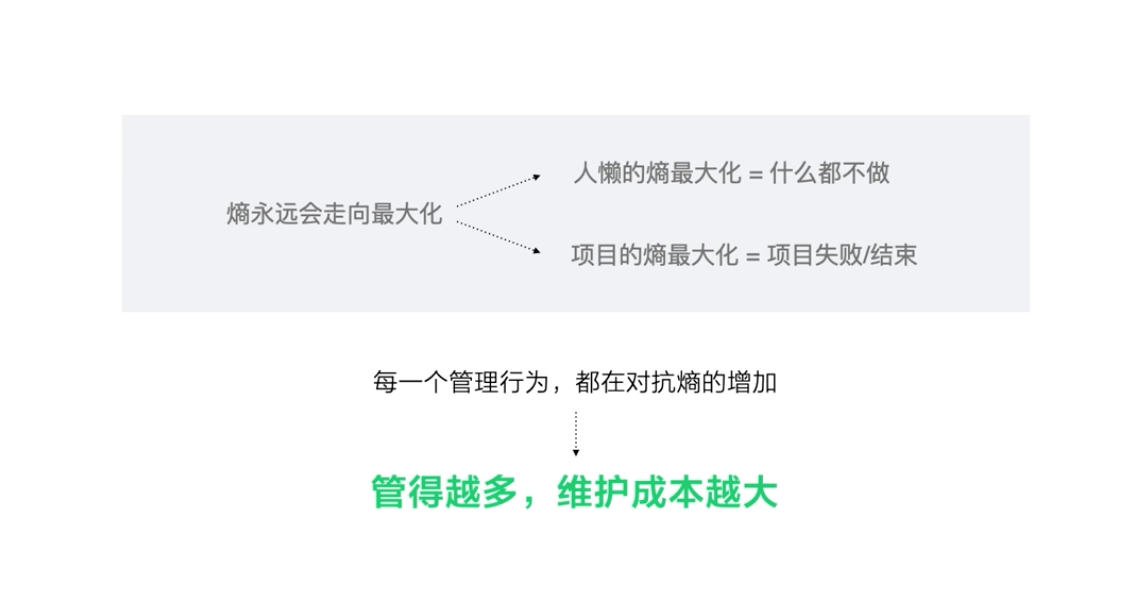 人懒的熵最大化 = 什么都不做
熵永远会走向最大化
项目的熵最大化 = 项目失败/结束
每一个管理行为，都在对抗熵的增加
管得越多，维护成本越大